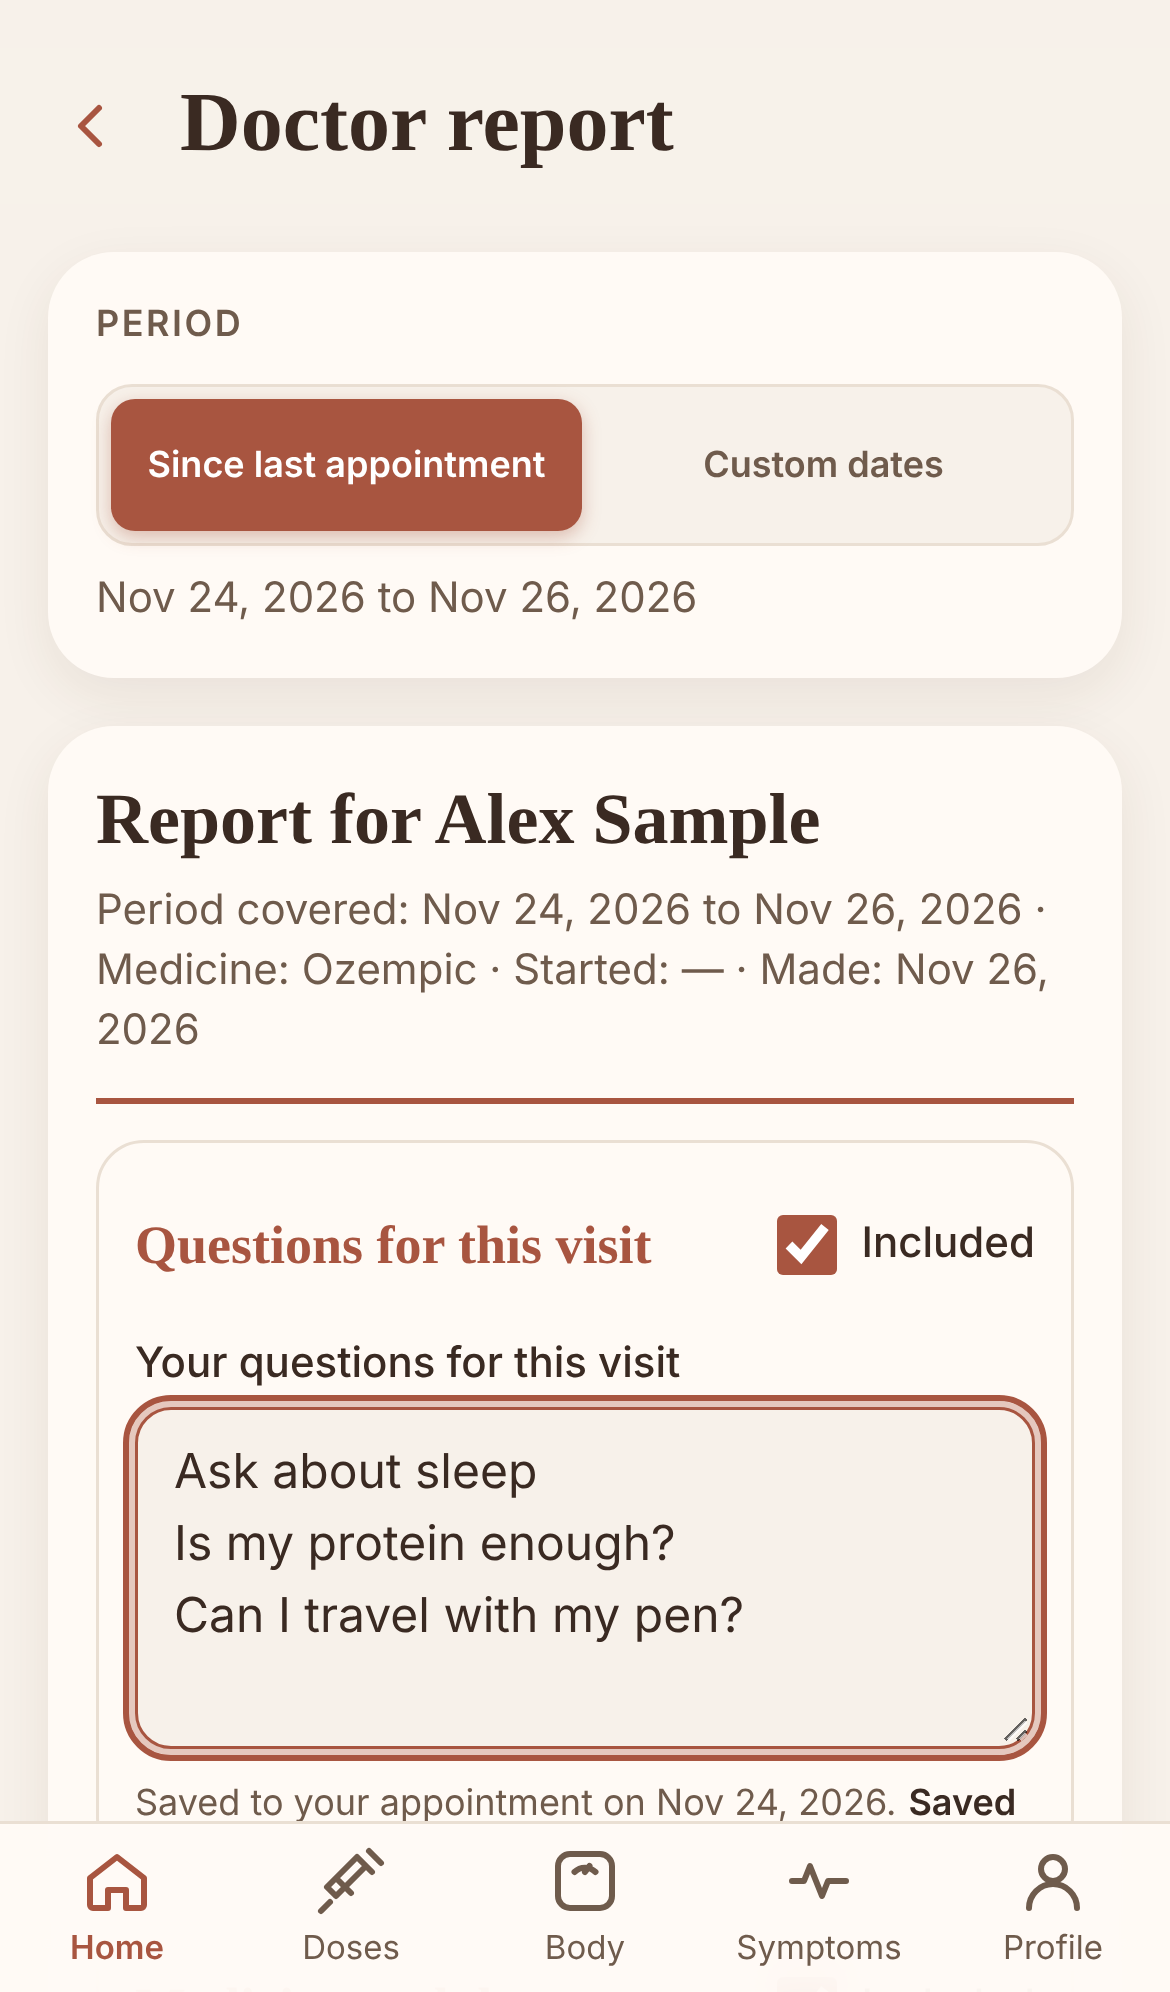 Doctor report
PERIOD
Since last appointment
Custom dates
Nov 24, 2026 to Nov 26, 2026
Report for Alex Sample
Period covered: Nov 24, 2026 to Nov 26, 2026 ·
Medicine: Ozempic · Started: — · Made: Nov 26,
2026
Questions for this visit
Included
Your questions for this visit
Ask about sleep
Is my protein enough?
Can I travel with my pen?
Saved to your appointment on Nov 24, 2026. Saved
Home
Doses
Body
Symptoms
Profile